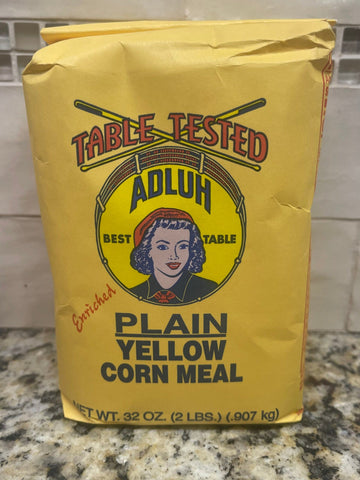 TABLE TESTED
ADLUH
BEST TABLE
Enriched
PLAIN
YELLOW
CORN MEAL
NET WT. 32 OZ. (2 LBS.) (.907 kg)